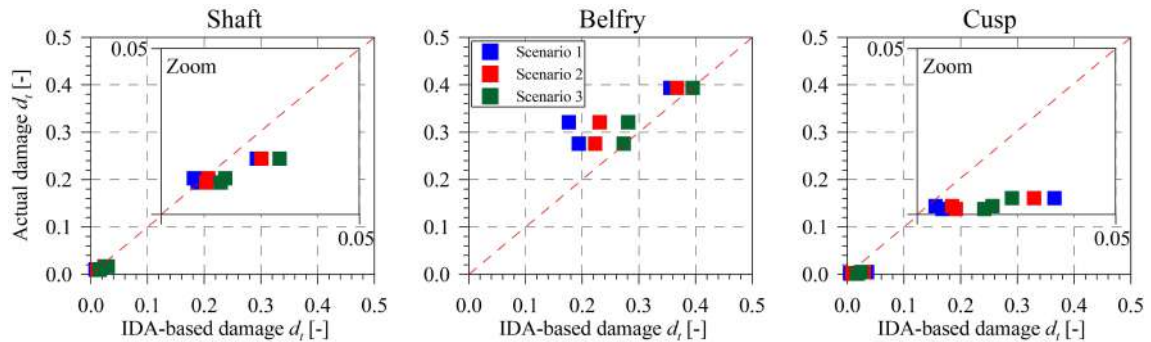 Shaft
Belfry
Cusp
Actual damage d_t [-]
0.5
0.4
0.3
0.2
0.1
0.0
0.05
Zoom
0.05
0.0 0.1 0.2 0.3 0.4 0.5
IDA-based damage d_t [-]
0.5
0.4
0.3
0.2
0.1
0.0
Scenario 1
Scenario 2
Scenario 3
0.0 0.1 0.2 0.3 0.4 0.5
IDA-based damage d_t [-]
0.5
0.4
0.3
0.2
0.1
0.0
0.05
Zoom
0.05
0.0 0.1 0.2 0.3 0.4 0.5
IDA-based damage d_t [-]